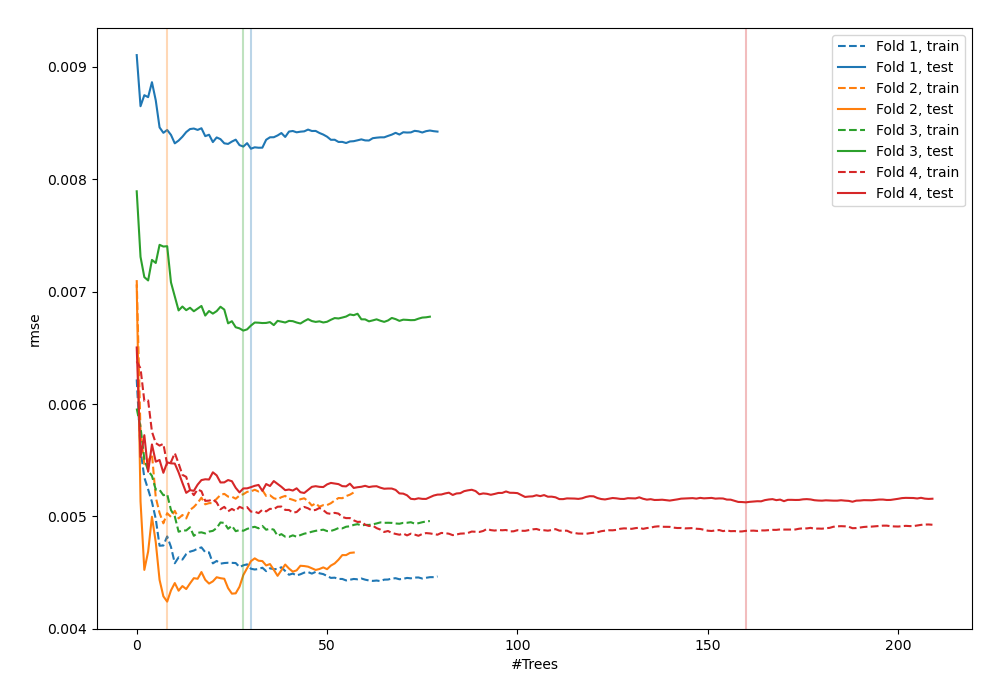 0.009
0.008
0.007
0.006
0.005
0.004
rmse
0
50
100
150
200
#Trees
Fold 1, train
Fold 1, test
Fold 2, train
Fold 2, test
Fold 3, train
Fold 3, test
Fold 4, train
Fold 4, test